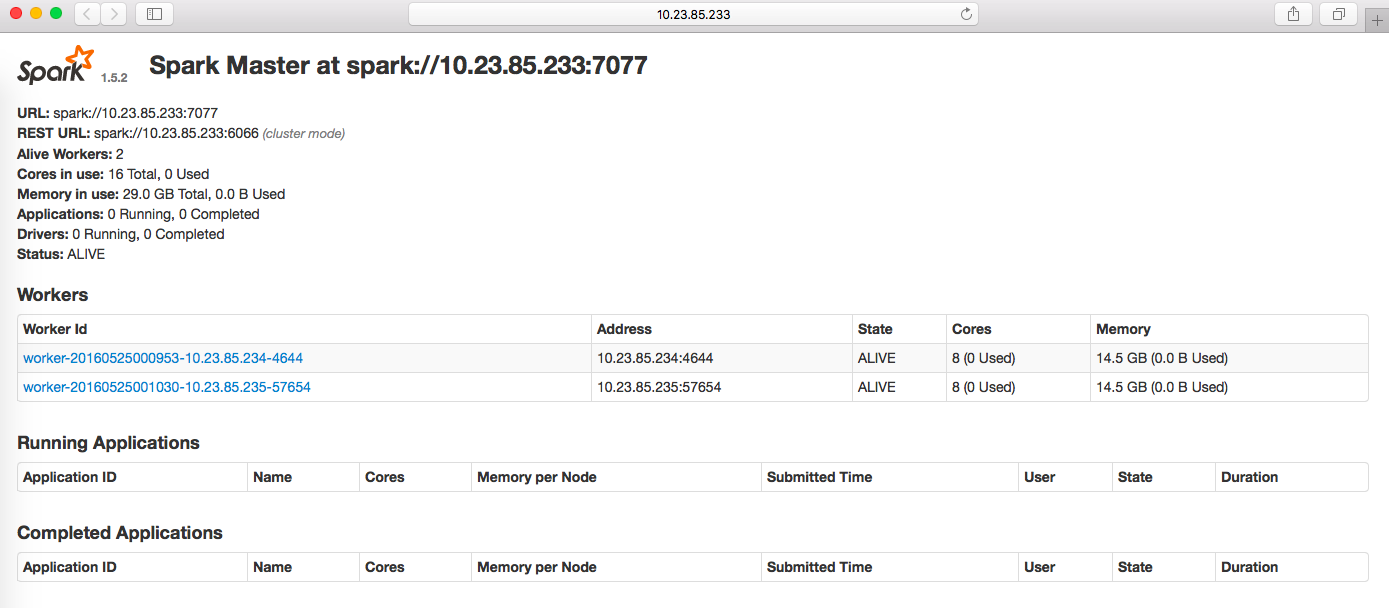 10.23.85.233
Spark 1.5.2 Spark Master at spark://10.23.85.233:7077
URL: spark://10.23.85.233:7077
REST URL: spark://10.23.85.233:6066 (cluster mode)
Alive Workers: 2
Cores in use: 16 Total, 0 Used
Memory in use: 29.0 GB Total, 0.0 B Used
Applications: 0 Running, 0 Completed
Drivers: 0 Running, 0 Completed
Status: ALIVE
Workers
Worker Id Address State Cores Memory
worker-20160525000953-10.23.85.234-4644 10.23.85.234:4644 ALIVE 8 (0 Used) 14.5 GB (0.0 B Used)
worker-20160525001030-10.23.85.235-57654 10.23.85.235:57654 ALIVE 8 (0 Used) 14.5 GB (0.0 B Used)
Running Applications
Application ID Name Cores Memory per Node Submitted Time User State Duration
Completed Applications
Application ID Name Cores Memory per Node Submitted Time User State Duration